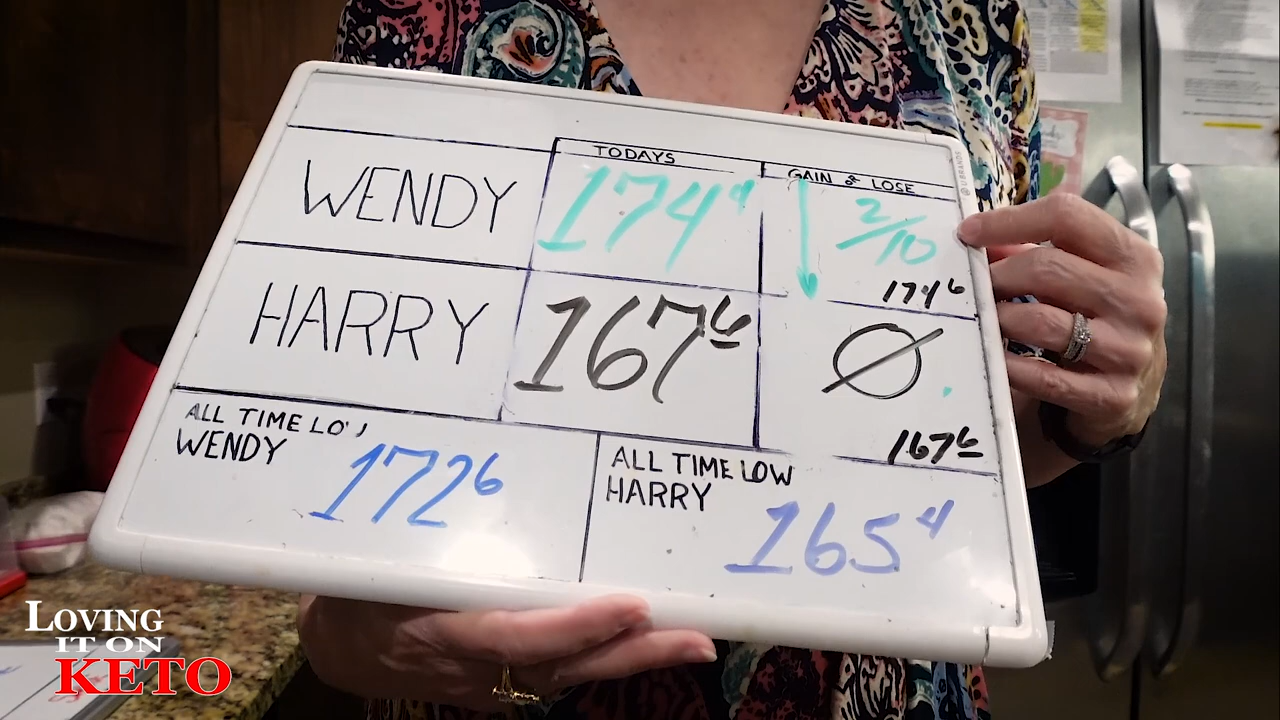 TODAYS
GAIN & LOSE
WENDY
174⁴
2/10
174⁶
HARRY
167⁶
Ø
167⁶
ALL TIME LOW
WENDY
172⁶
ALL TIME LOW
HARRY
165⁴
U BRANDS
LOVING
IT ON
KETO